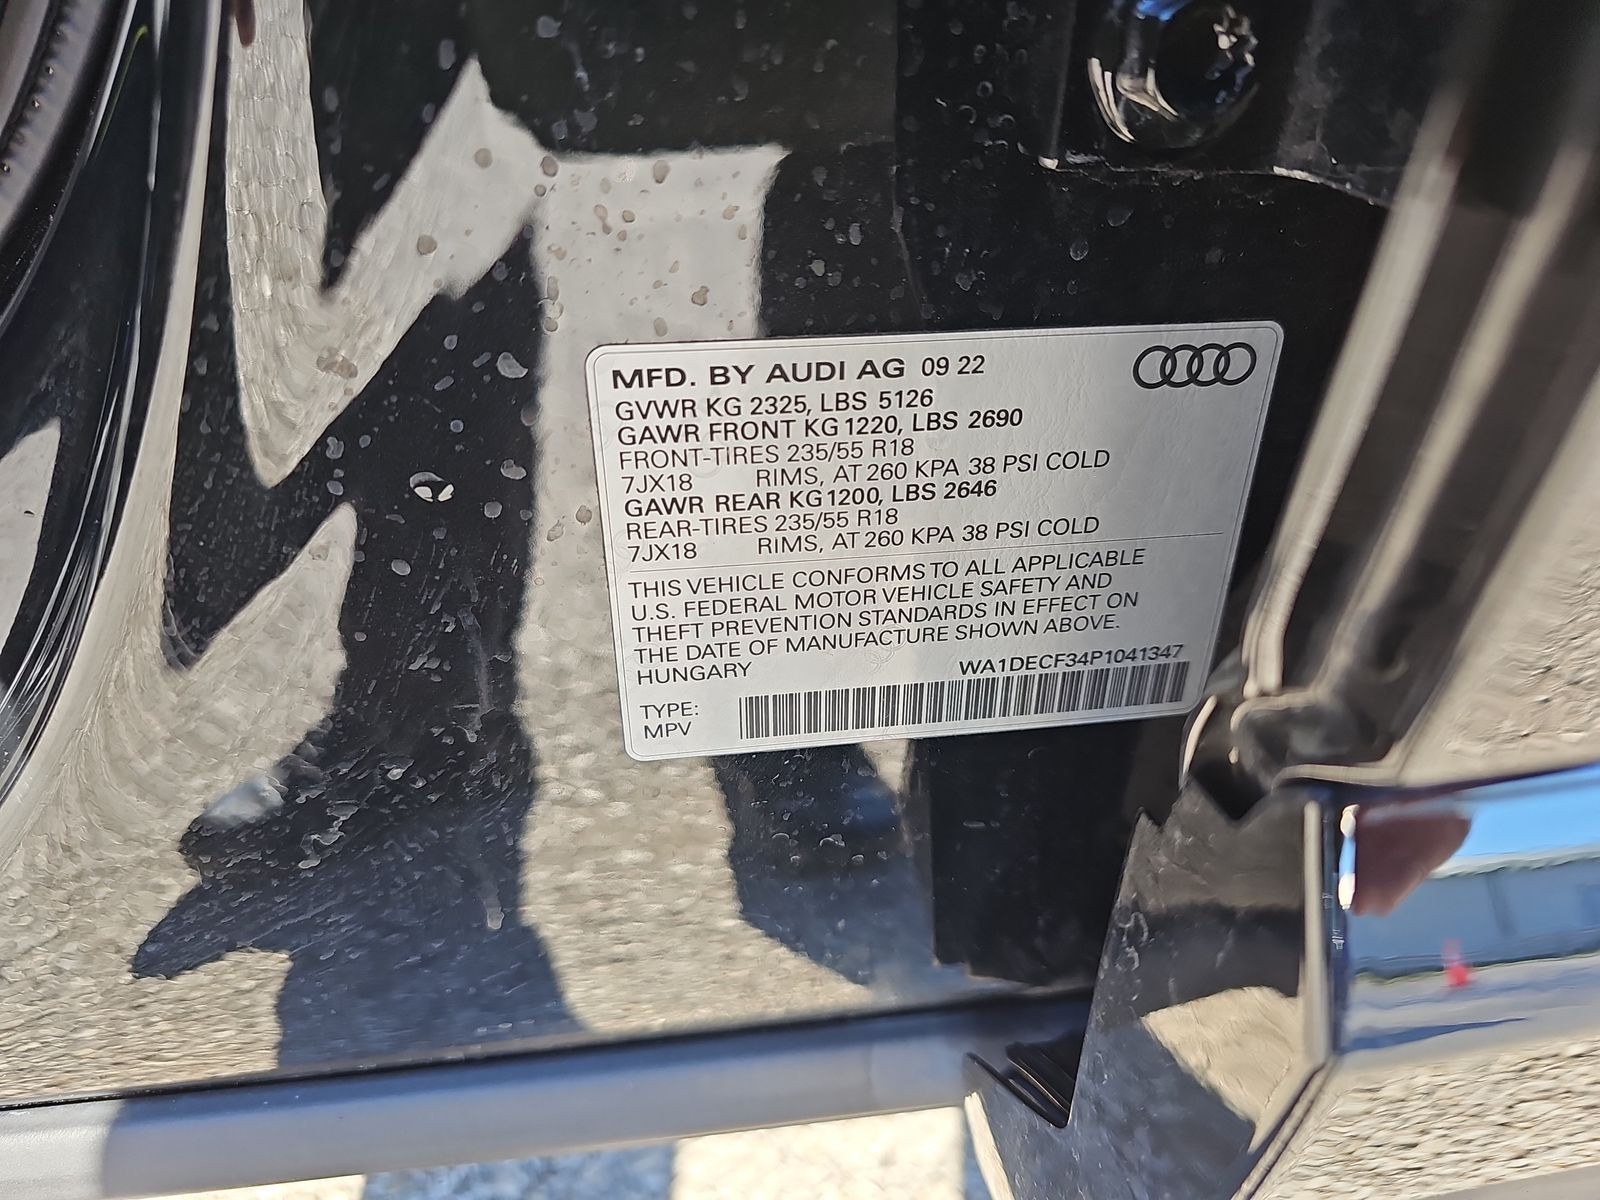 MFD. BY AUDI AG 09 22
GVWR KG 2325, LBS 5126
GAWR FRONT KG 1220, LBS 2690
FRONT-TIRES 235/55 R18
7JX18 RIMS, AT 260 KPA 38 PSI COLD
GAWR REAR KG 1200, LBS 2646
REAR-TIRES 235/55 R18
7JX18 RIMS, AT 260 KPA 38 PSI COLD
THIS VEHICLE CONFORMS TO ALL APPLICABLE
U.S. FEDERAL MOTOR VEHICLE SAFETY AND
THEFT PREVENTION STANDARDS IN EFFECT ON
THE DATE OF MANUFACTURE SHOWN ABOVE.
HUNGARY WA1DECF34P1041347
TYPE:
MPV